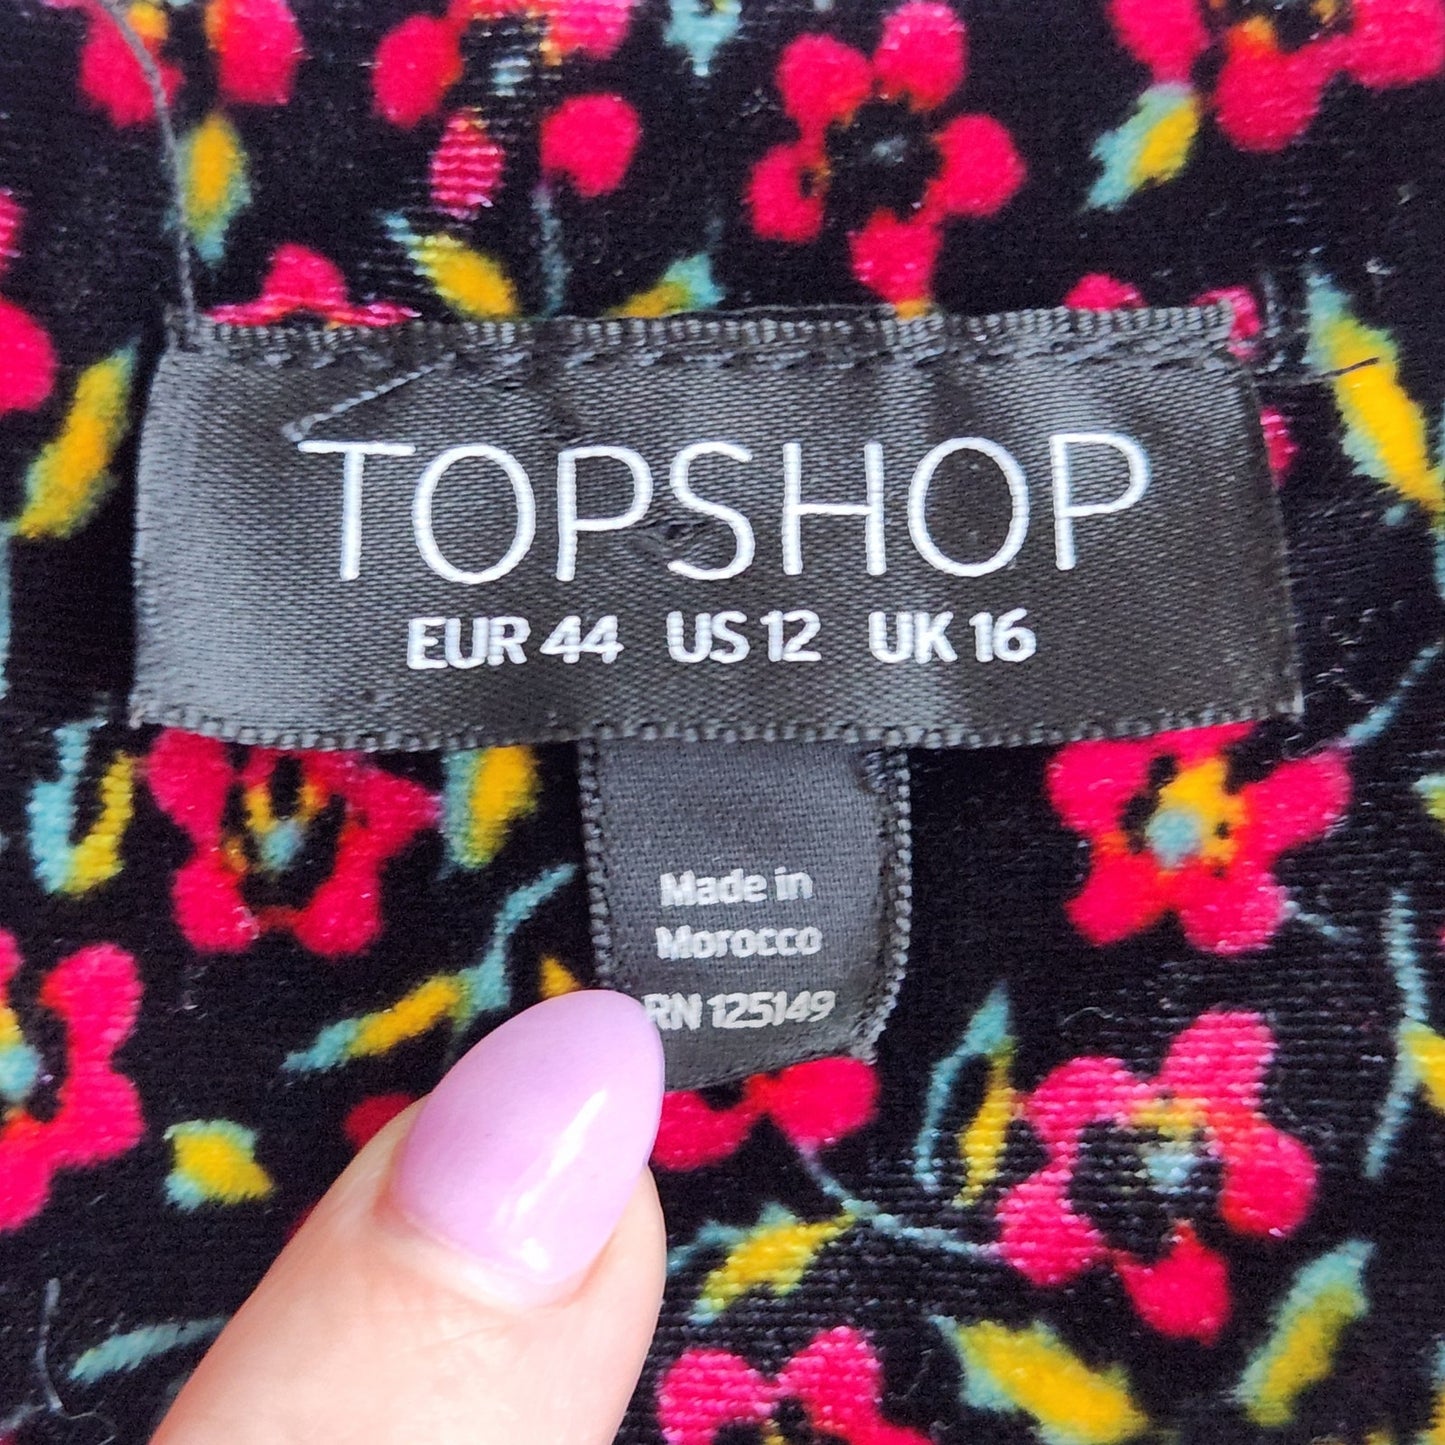 TOPSHOP
EUR 44 US 12 UK 16
Made in
Morocco
RN 125149